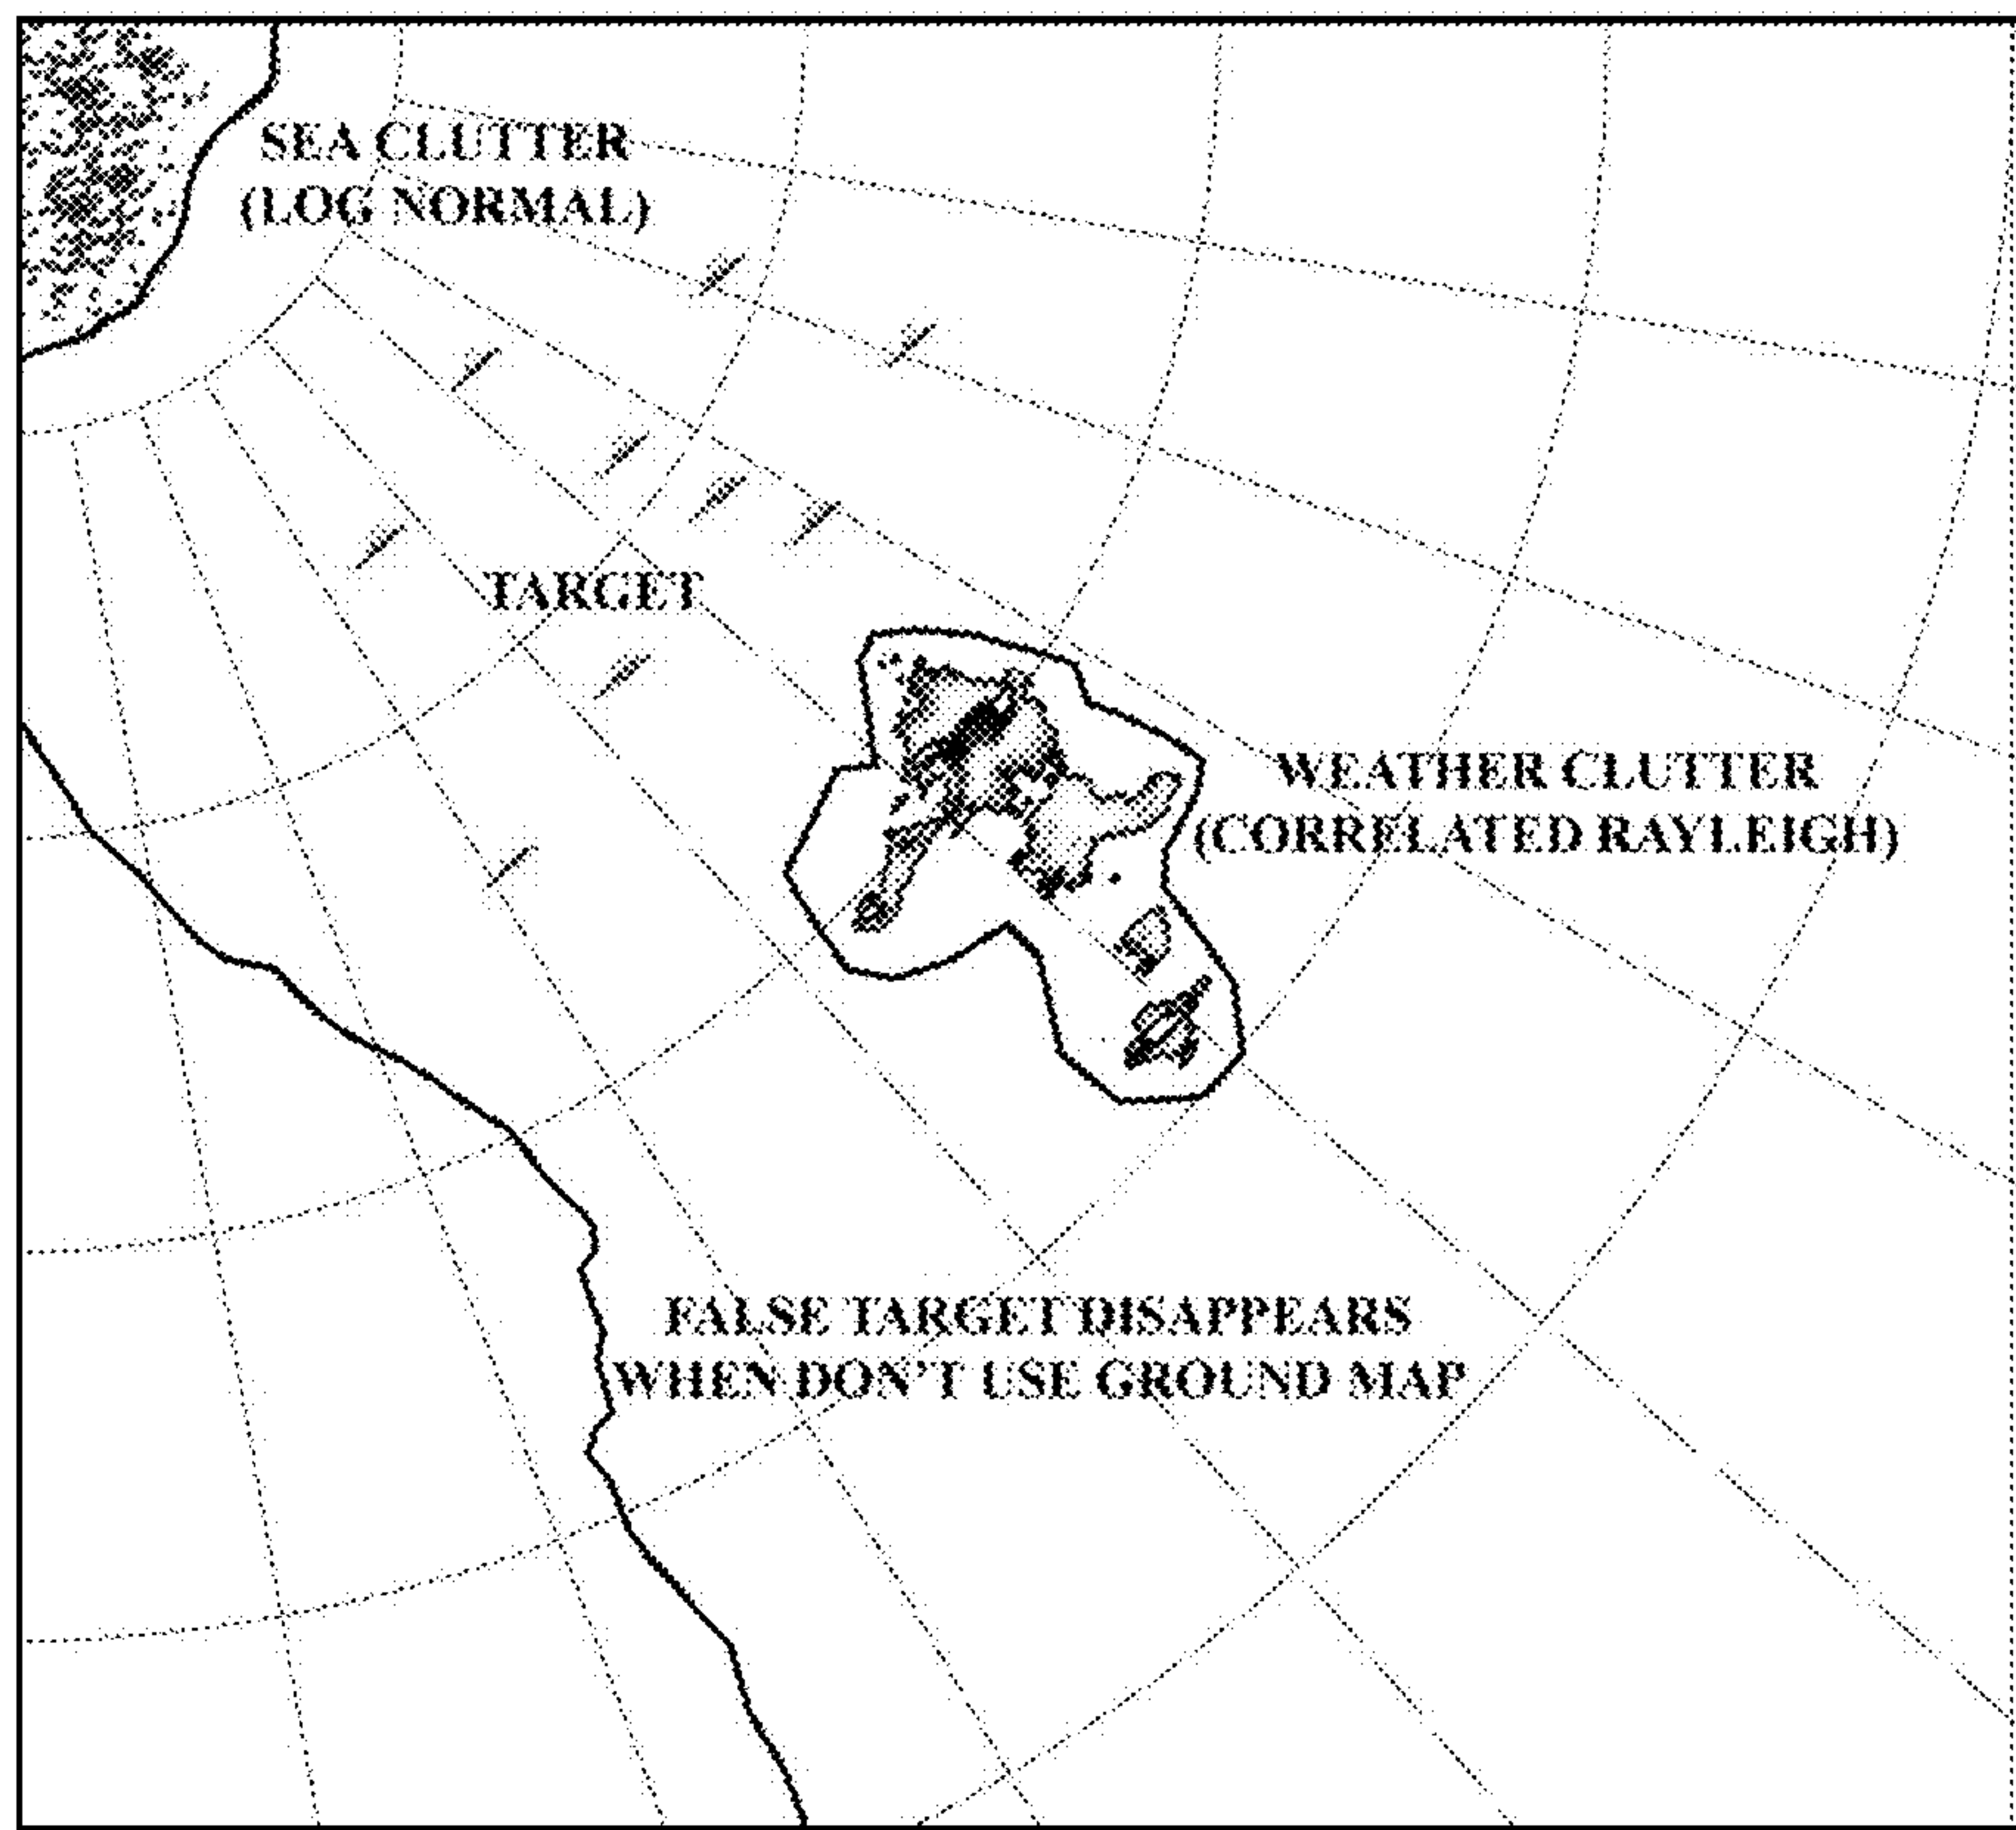 SEA CLUTTER
(LOG NORMAL)
TARGET
WEATHER CLUTTER
(CORRELATED RAYLEIGH)
FALSE TARGET DISAPPEARS
WHEN DON'T USE GROUND MAP